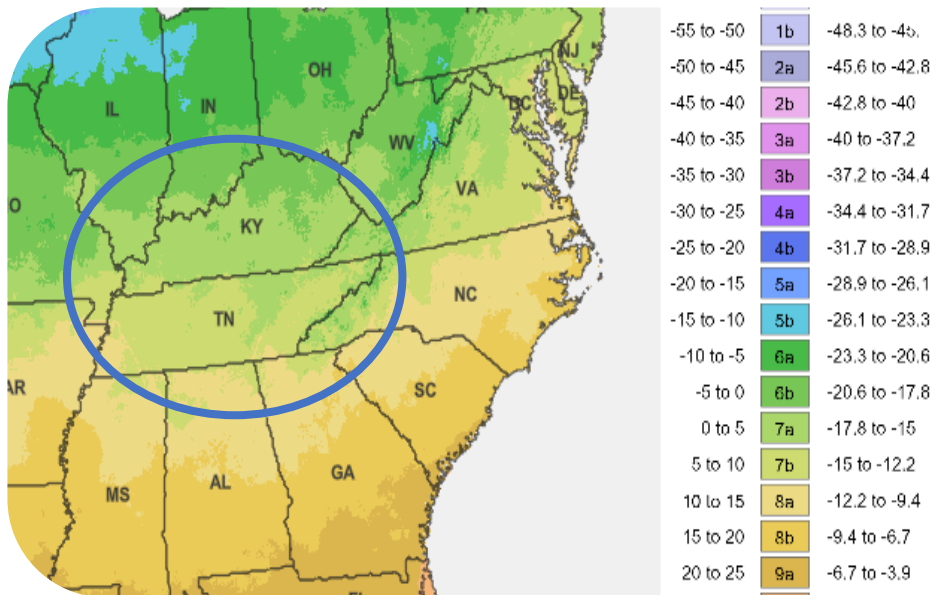 OH
NJ
IL
IN
DE
DC
WV
VA
O
KY
NC
TN
AR
SC
GA
AL
MS
-55 to -50 1b -48.3 to -45.
-50 to -45 2a -45.6 to -42.8
-45 to -40 2b -42.8 to -40
-40 to -35 3a -40 to -37.2
-35 to -30 3b -37.2 to -34.4
-30 to -25 4a -34.4 to -31.7
-25 to -20 4b -31.7 to -28.9
-20 to -15 5a -28.9 to -26.1
-15 to -10 5b -26.1 to -23.3
-10 to -5 6a -23.3 to -20.6
-5 to 0 6b -20.6 to -17.8
0 to 5 7a -17.8 to -15
5 to 10 7b -15 to -12.2
10 to 15 8a -12.2 to -9.4
15 to 20 8b -9.4 to -6.7
20 to 25 9a -6.7 to -3.9